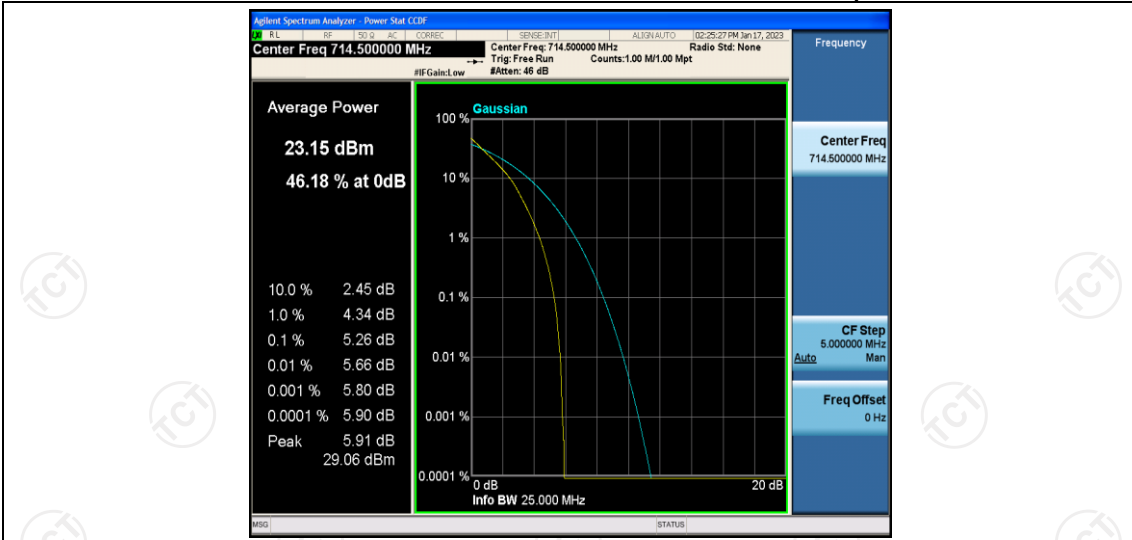 Agilent Spectrum Analyzer - Power Stat CCDF
RL RF 50 Ω AC CORREC SENSE:INT ALIGN AUTO 02:25:27 PM Jan 17, 2023
Center Freq 714.500000 MHz
Center Freq: 714.500000 MHz Radio Std: None
Trig: Free Run Counts:1.00 M/1.00 Mpt
#IFGain:Low #Atten: 46 dB
Frequency
Average Power
23.15 dBm
46.18 % at 0dB
10.0 % 2.45 dB
1.0 % 4.34 dB
0.1 % 5.26 dB
0.01 % 5.66 dB
0.001 % 5.80 dB
0.0001 % 5.90 dB
Peak 5.91 dB
29.06 dBm
Gaussian
100 %
10 %
1 %
0.1 %
0.01 %
0.001 %
0.0001 %
0 dB 20 dB
Info BW 25.000 MHz
Center Freq
714.500000 MHz
CF Step
5.000000 MHz
Auto Man
Freq Offset
0 Hz
MSG STATUS
TCT
TCT
TCT
TCT
TCT
TCT